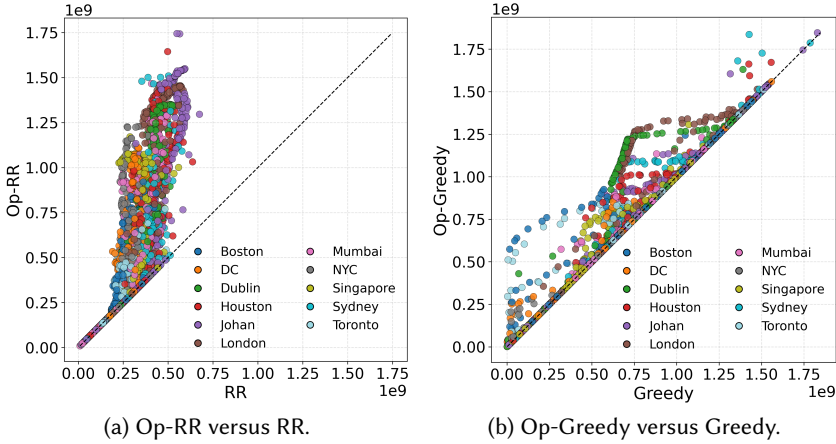 1e9
1.75
1.50
1.25
1.00
0.75
0.50
0.25
0.00
Op-RR
Boston
DC
Dublin
Houston
Johan
London
Mumbai
NYC
Singapore
Sydney
Toronto
0.00 0.25 0.50 0.75 1.00 1.25 1.50 1.75
RR
1e9
(a) Op-RR versus RR.
1e9
1.75
1.50
1.25
1.00
0.75
0.50
0.25
0.00
Op-Greedy
Boston
DC
Dublin
Houston
Johan
London
Mumbai
NYC
Singapore
Sydney
Toronto
0.00 0.25 0.50 0.75 1.00 1.25 1.50 1.75
Greedy
1e9
(b) Op-Greedy versus Greedy.